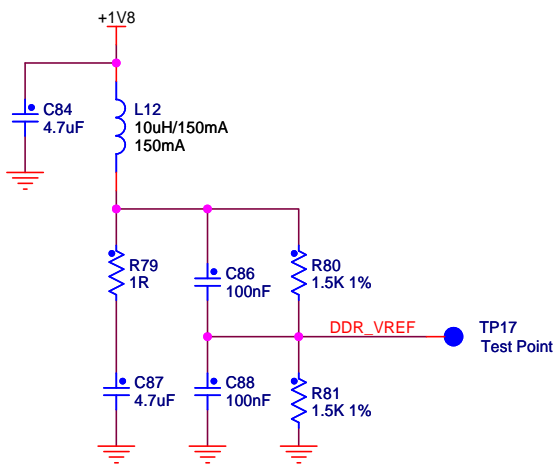 +1V8
C84
4.7uF
L12
10uH/150mA
150mA
R79
1R
C86
100nF
R80
1.5K 1%
DDR_VREF
TP17
Test Point
C87
4.7uF
C88
100nF
R81
1.5K 1%